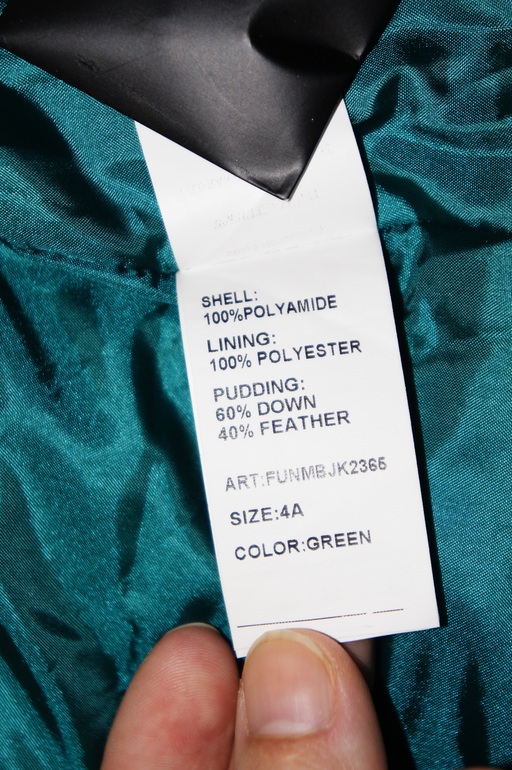 SHELL:
100%POLYAMIDE
LINING:
100% POLYESTER
PUDDING:
60% DOWN
40% FEATHER
ART:FUNMBJK2365
SIZE:4A
COLOR:GREEN